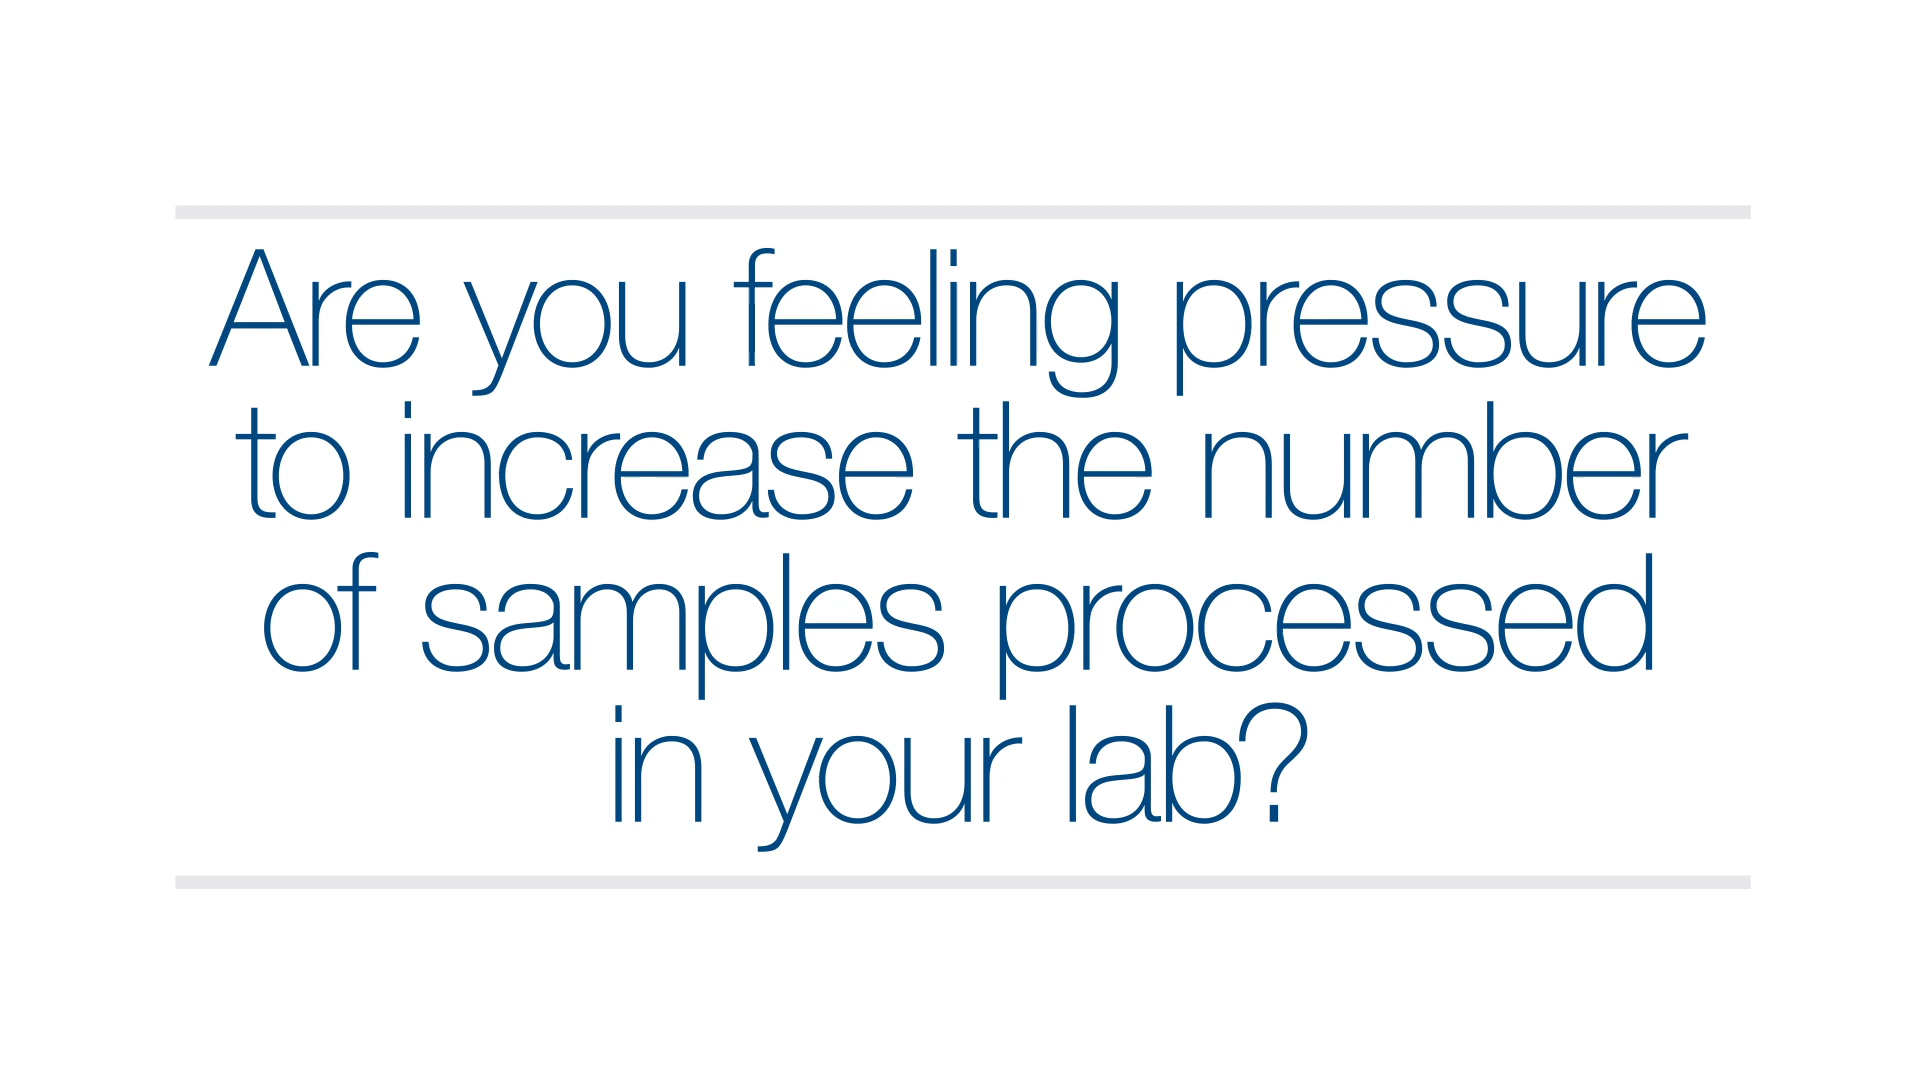 Are you feeling pressure
to increase the number
of samples processed
in your lab?